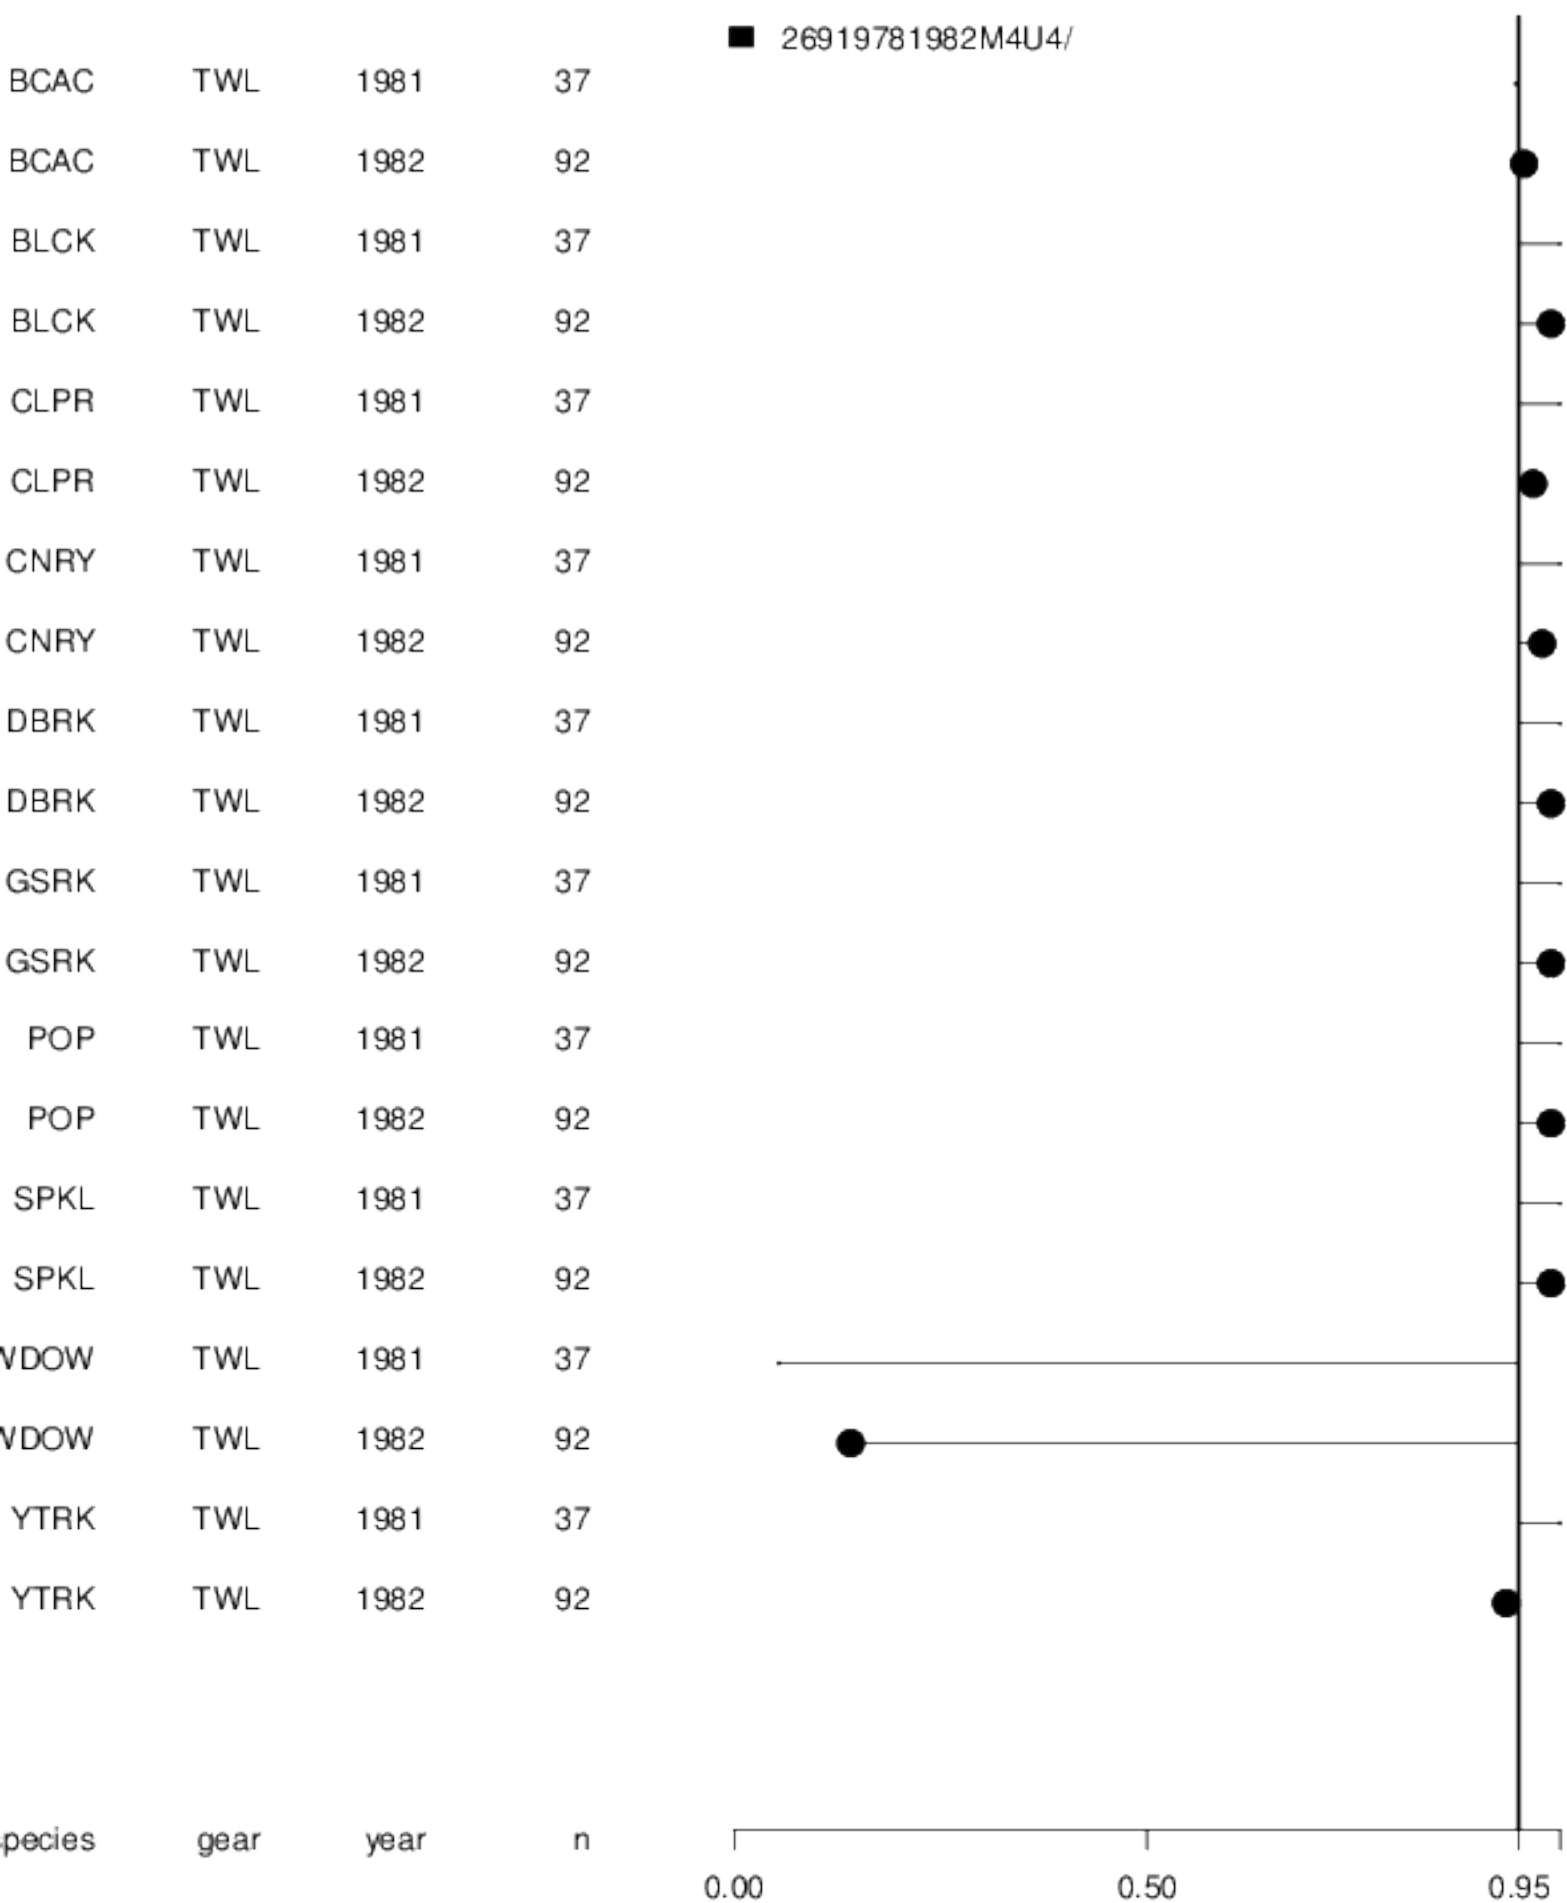 26919781982M4U4/
BCAC TWL 1981 37
BCAC TWL 1982 92
BLCK TWL 1981 37
BLCK TWL 1982 92
CLPR TWL 1981 37
CLPR TWL 1982 92
CNRY TWL 1981 37
CNRY TWL 1982 92
DBRK TWL 1981 37
DBRK TWL 1982 92
GSRK TWL 1981 37
GSRK TWL 1982 92
POP TWL 1981 37
POP TWL 1982 92
SPKL TWL 1981 37
SPKL TWL 1982 92
WDOW TWL 1981 37
WDOW TWL 1982 92
YTRK TWL 1981 37
YTRK TWL 1982 92
pecies gear year n
0.00 0.50 0.95